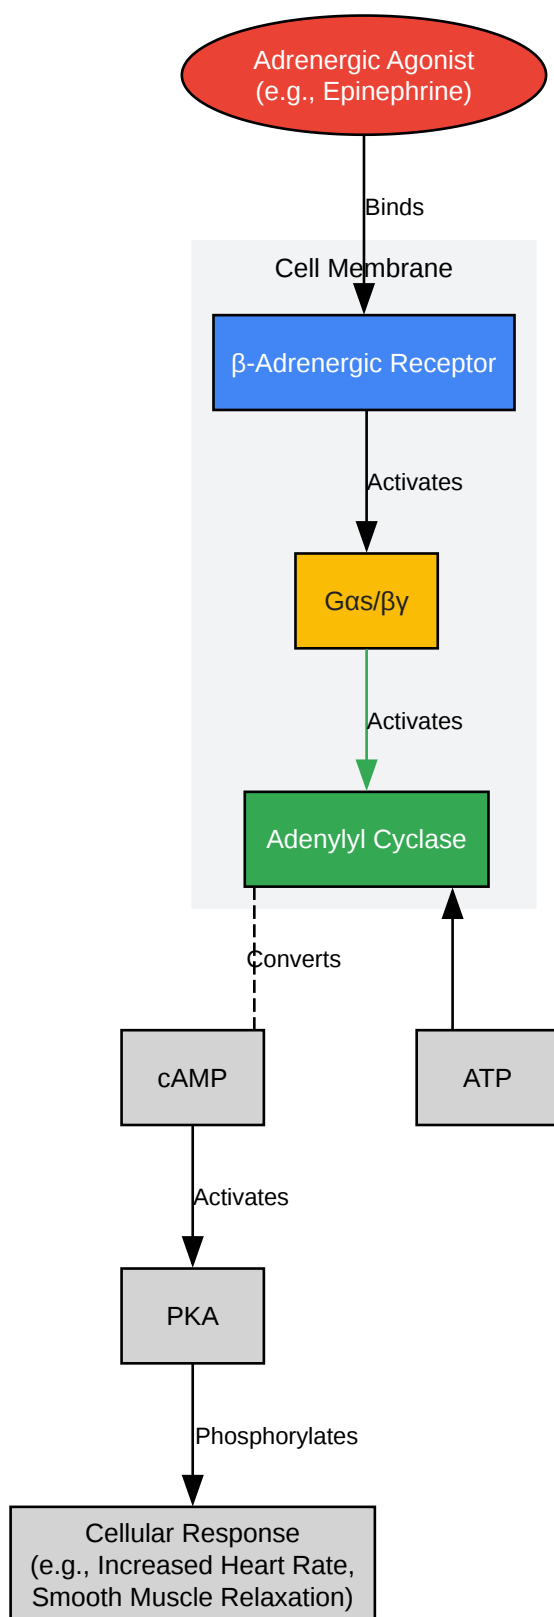 Adrenergic Agonist
(e.g., Epinephrine)
Binds
Cell Membrane
β-Adrenergic Receptor
Activates
Gαs/βγ
Activates
Adenylyl Cyclase
Converts
cAMP
ATP
Activates
PKA
Phosphorylates
Cellular Response
(e.g., Increased Heart Rate,
Smooth Muscle Relaxation)